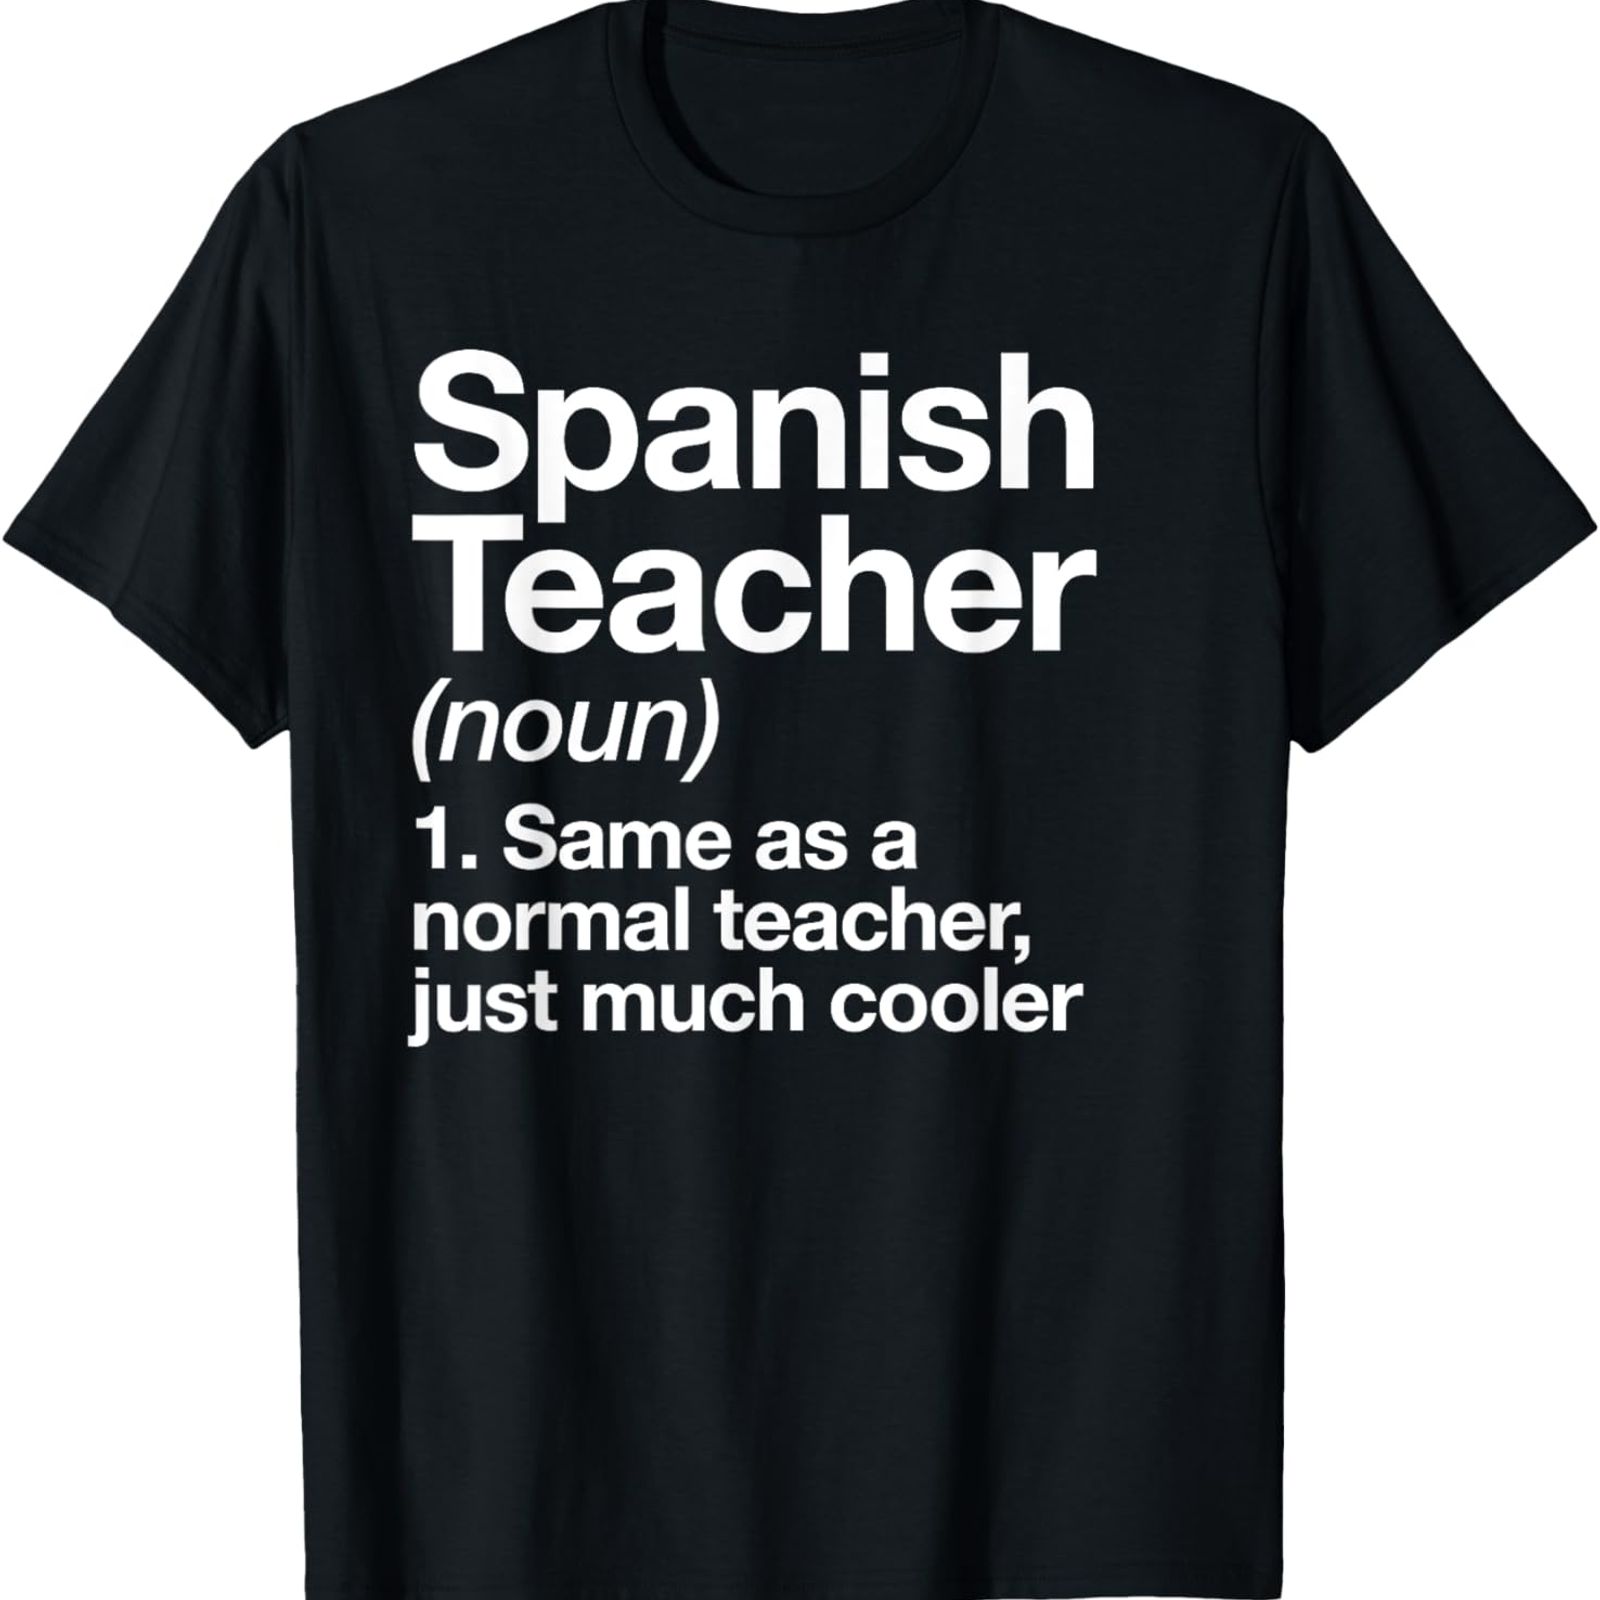 Spanish
Teacher
(noun)
1. Same as a
normal teacher,
just much cooler